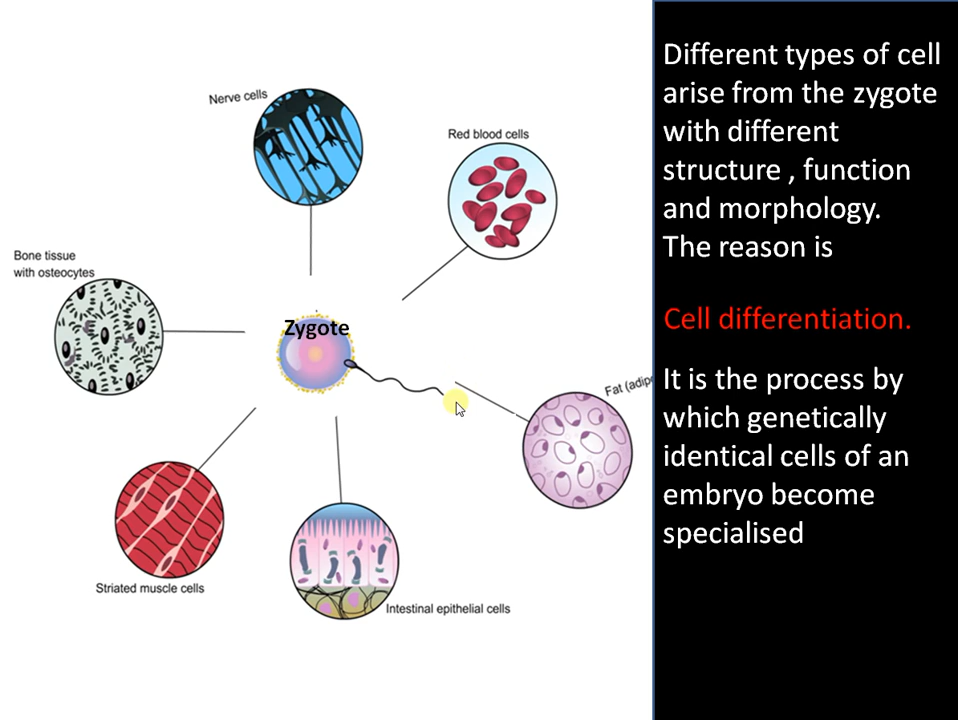 Nerve cells
Red blood cells
Bone tissue
with osteocytes
Zygote
Fat
Striated muscle cells
Intestinal epithelial cells
Different types of cell
arise from the zygote
with different
structure , function
and morphology.
The reason is
Cell differentiation.
It is the process by
which genetically
identical cells of an
embryo become
specialised